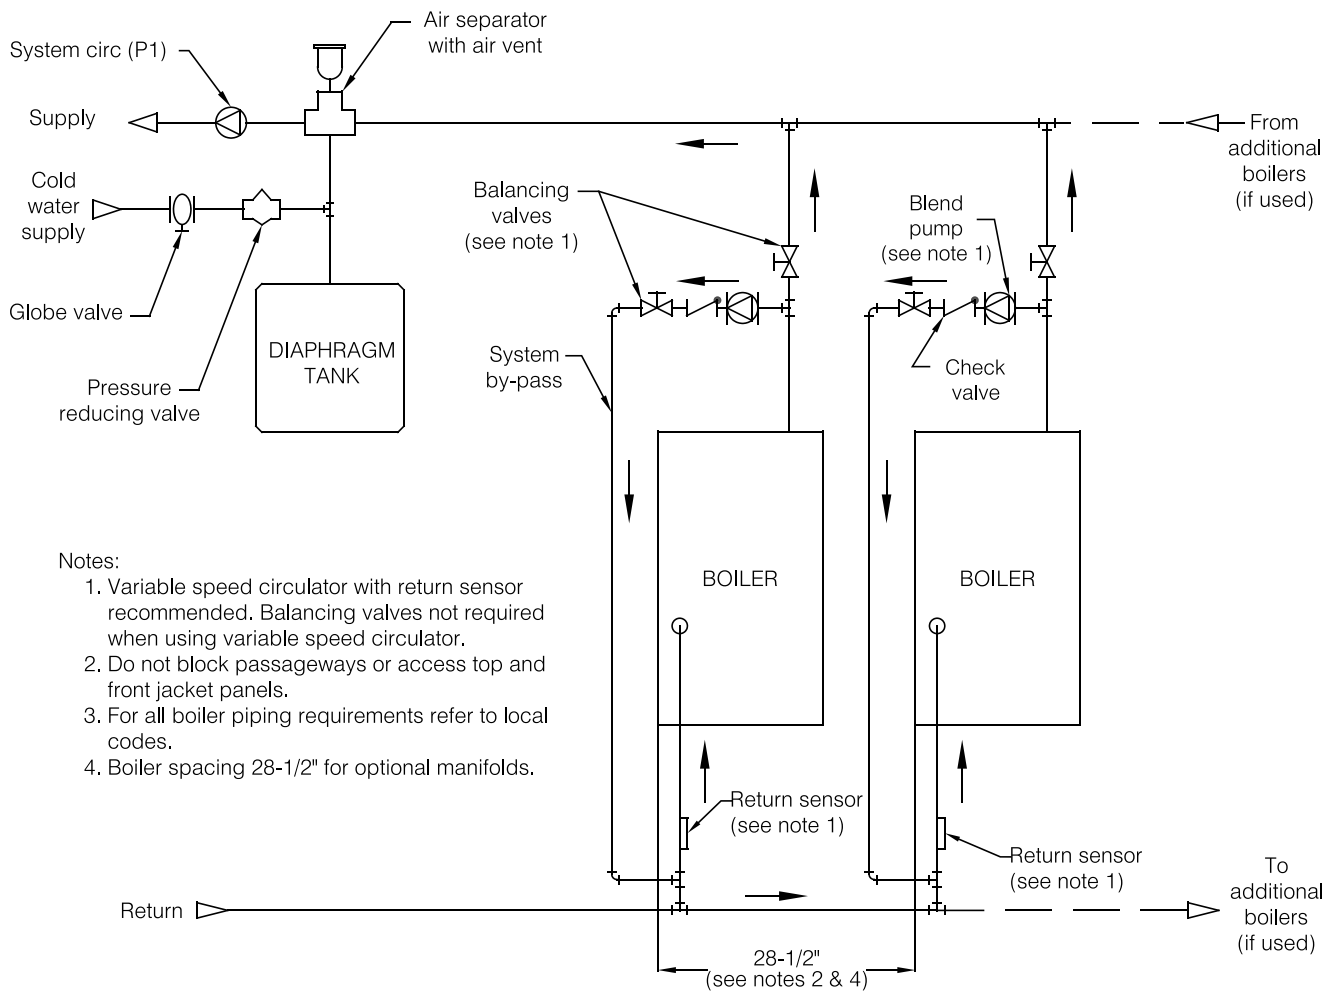 Air separator
with air vent
System circ (P1)
Supply
From
additional
boilers
(if used)
Cold
water
supply
Balancing
valves
(see note 1)
Blend
pump
(see note 1)
Globe valve
DIAPHRAGM
TANK
System
by-pass
Check
valve
Pressure
reducing valve
Notes:
1. Variable speed circulator with return sensor
recommended. Balancing valves not required
when using variable speed circulator.
2. Do not block passageways or access top and
front jacket panels.
3. For all boiler piping requirements refer to local
codes.
4. Boiler spacing 28-1/2" for optional manifolds.
BOILER
BOILER
Return sensor
(see note 1)
Return sensor
(see note 1)
Return
To
additional
boilers
(if used)
28-1/2"
(see notes 2 & 4)